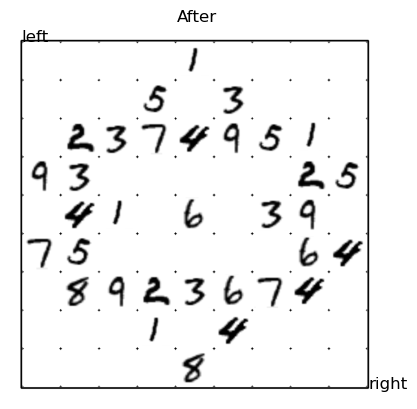 After
left
1
5 3
2 3 7 4 9 5 1
9 3 2 5
4 1 6 3 9
7 5 6 4
8 9 2 3 6 7 4
1 4
8
right